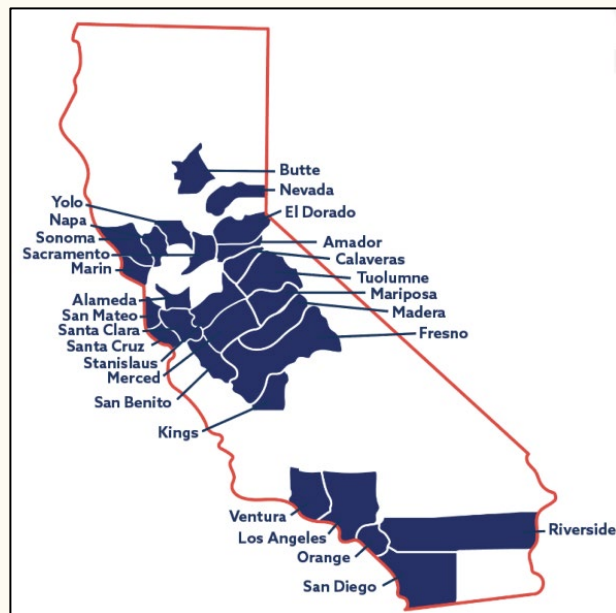 Butte
Nevada
Yolo
Napa
El Dorado
Sonoma
Amador
Sacramento
Calaveras
Marin
Tuolumne
Mariposa
Alameda
Madera
San Mateo
Fresno
Santa Clara
Santa Cruz
Stanislaus
Merced
San Benito
Kings
Ventura
Riverside
Los Angeles
Orange
San Diego